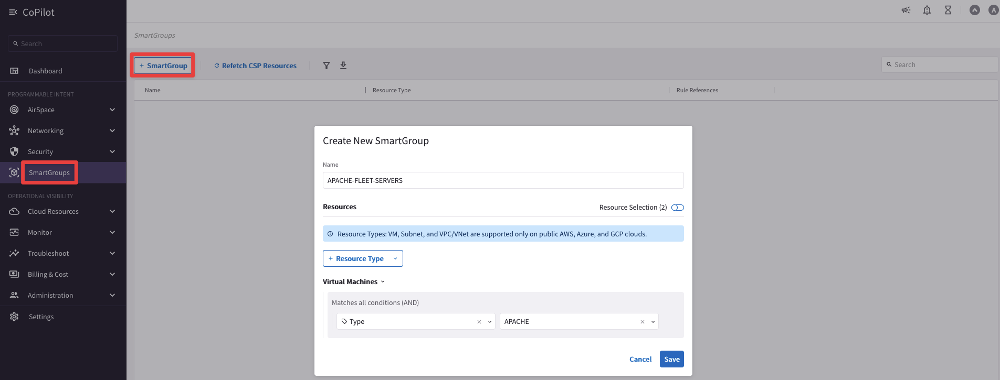 CoPilot
Search
Dashboard
PROGRAMMABLE INTENT
AirSpace
Networking
Security
SmartGroups
OPERATIONAL VISIBILITY
Cloud Resources
Monitor
Troubleshoot
Billing & Cost
Administration
Settings
A
SmartGroups
+ SmartGroup
Refetch CSP Resources
Search
Name
Resource Type
Rule References
Create New SmartGroup
Name
APACHE-FLEET-SERVERS
Resources
Resource Selection (2)
Resource Types: VM, Subnet, and VPC/VNet are supported only on public AWS, Azure, and GCP clouds.
+ Resource Type
Virtual Machines
Matches all conditions (AND)
Type
APACHE
Cancel
Save